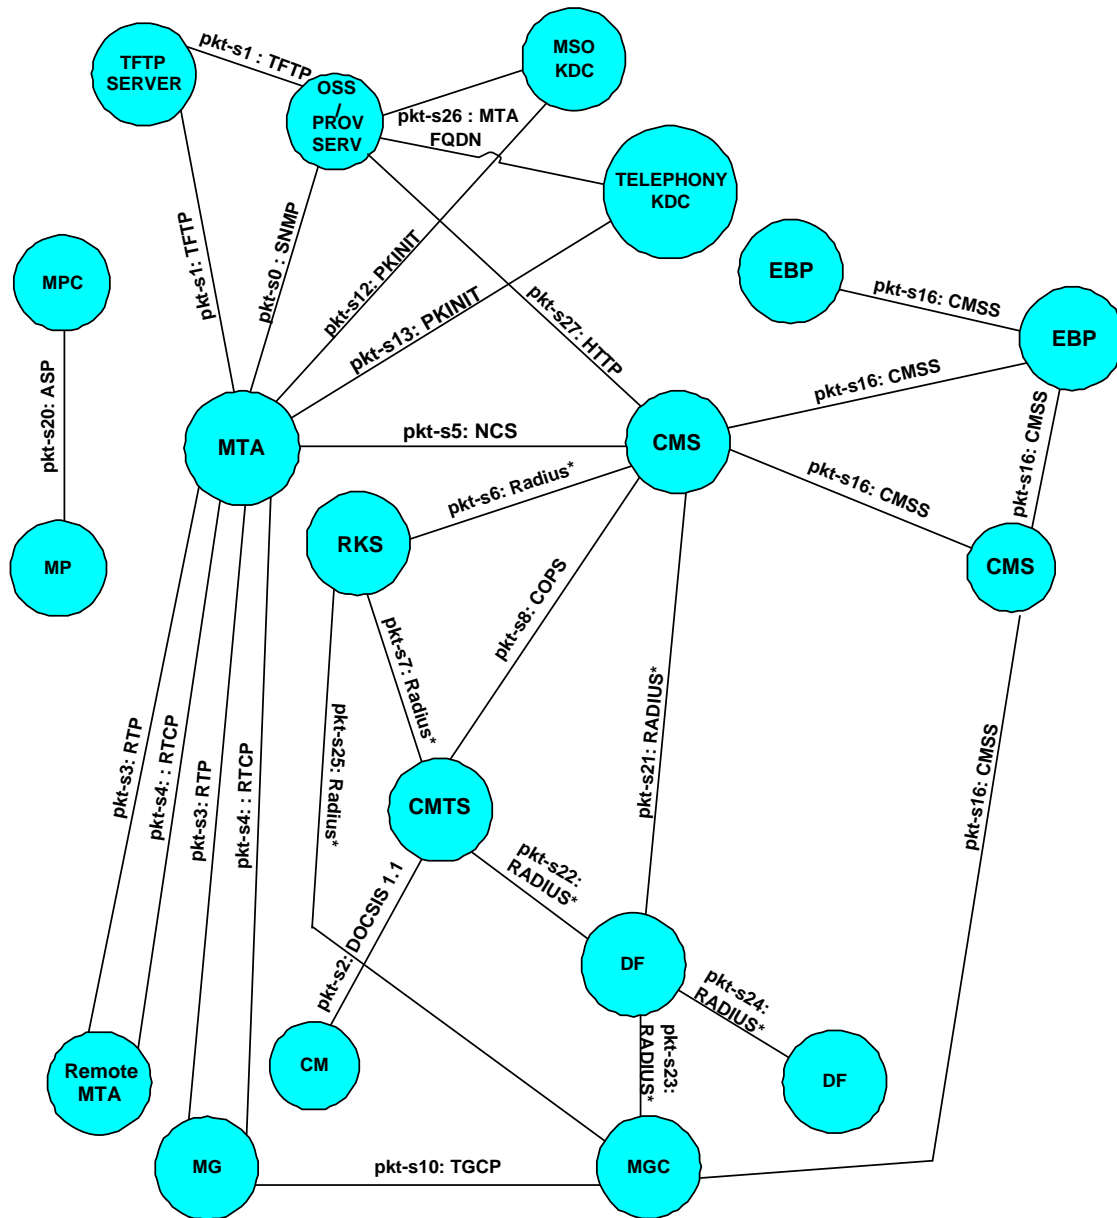 pkt-s1 : TFTP
TFTP
SERVER
OSS
/
PROV
SERV
MSO
KDC
pkt-s26 : MTA
FQDN
TELEPHONY
KDC
pkt-s1: TFTP
pkt-s0 : SNMP
pkt-s12: PKINIT
pkt-s13: PKINIT
pkt-s27: HTTP
MPC
pkt-s20: ASP
MP
EBP
pkt-s16: CMSS
EBP
pkt-s16: CMSS
pkt-s16: CMSS
MTA
pkt-s5: NCS
CMS
pkt-s16: CMSS
CMS
pkt-s6: Radius*
RKS
pkt-s7: Radius*
pkt-s8: COPS
pkt-s21: RADIUS*
pkt-s25: Radius*
pkt-s3: RTP
pkt-s4: : RTCP
pkt-s3: RTP
pkt-s4: : RTCP
pkt-s16: CMSS
CMTS
pkt-s22:
RADIUS*
pkt-s2: DOCSIS 1.1
DF
pkt-s24:
RADIUS*
pkt-s23:
RADIUS*
DF
CM
Remote
MTA
MG
pkt-s10: TGCP
MGC